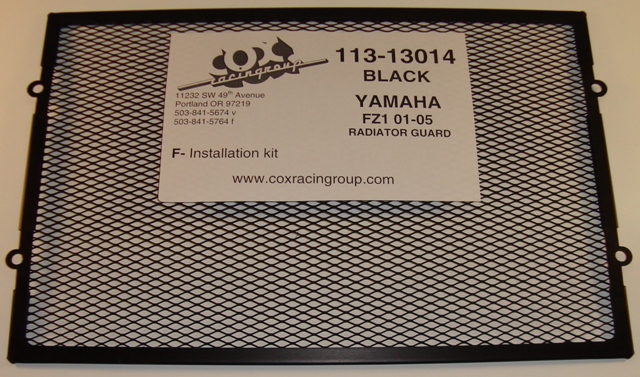 COX
racingroup
11232 SW 49th Avenue
Portland OR 97219
503-841-5674 v
503-841-5764 f
113-13014
BLACK
YAMAHA
FZ1 01-05
RADIATOR GUARD
F- Installation kit
www.coxracingroup.com